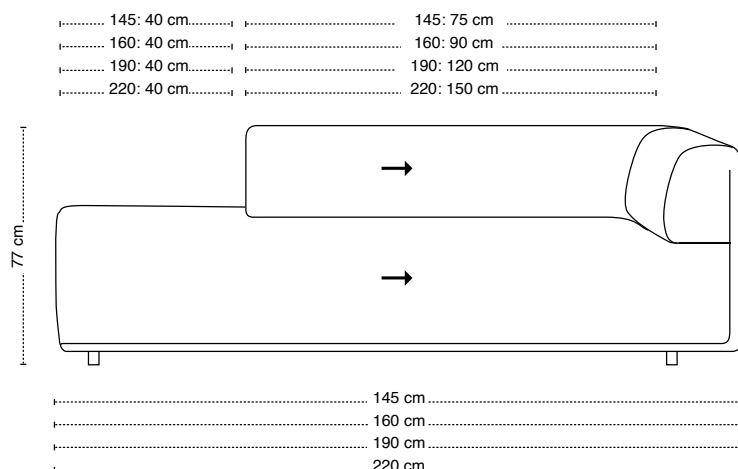 145: 40 cm 145: 75 cm
160: 40 cm 160: 90 cm
190: 40 cm 190: 120 cm
220: 40 cm 220: 150 cm
77 cm
145 cm
160 cm
190 cm
220 cm